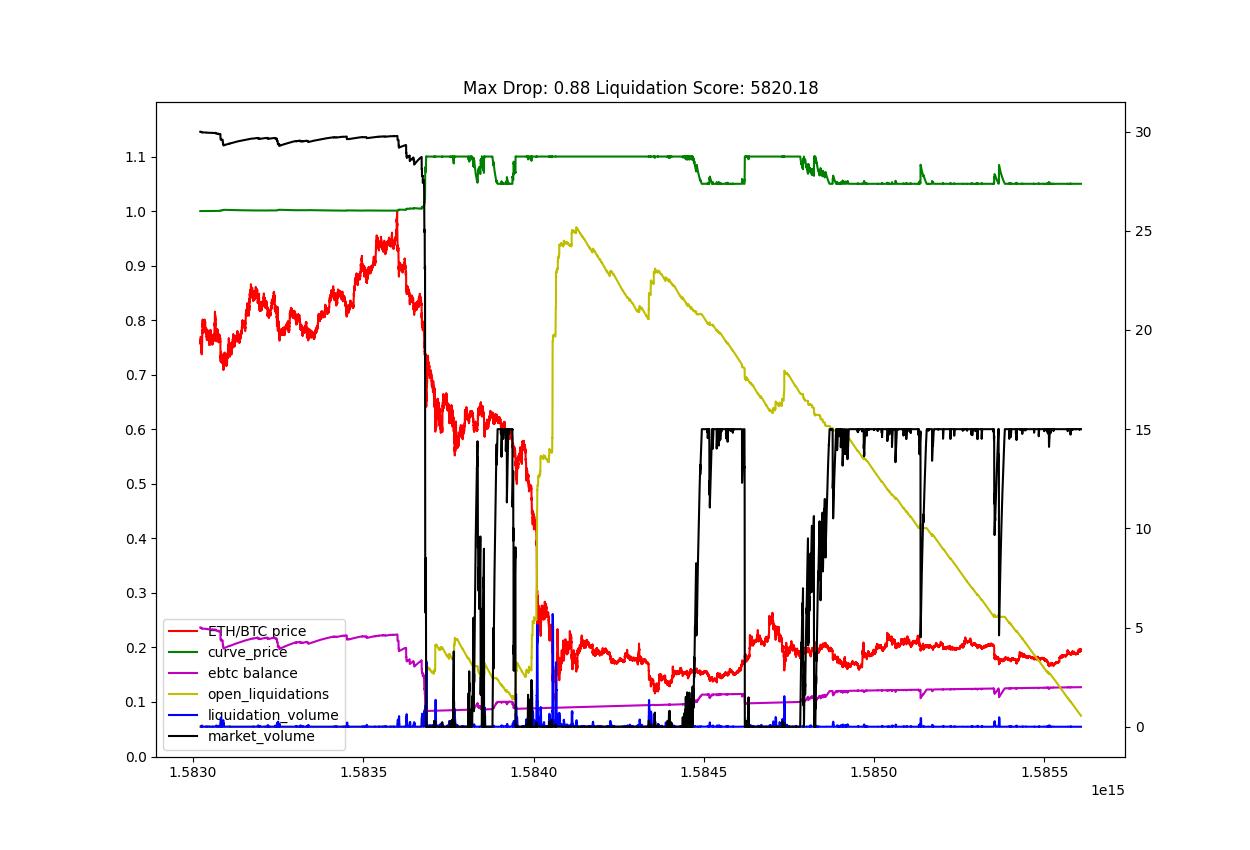 Max Drop: 0.88 Liquidation Score: 5820.18
1.1
1.0
0.9
0.8
0.7
0.6
0.5
0.4
0.3
0.2
0.1
0.0
30
25
20
15
10
5
0
ETH/BTC price
curve_price
ebtc balance
open_liquidations
liquidation_volume
market_volume
1.5830 1.5835 1.5840 1.5845 1.5850 1.5855
1e15